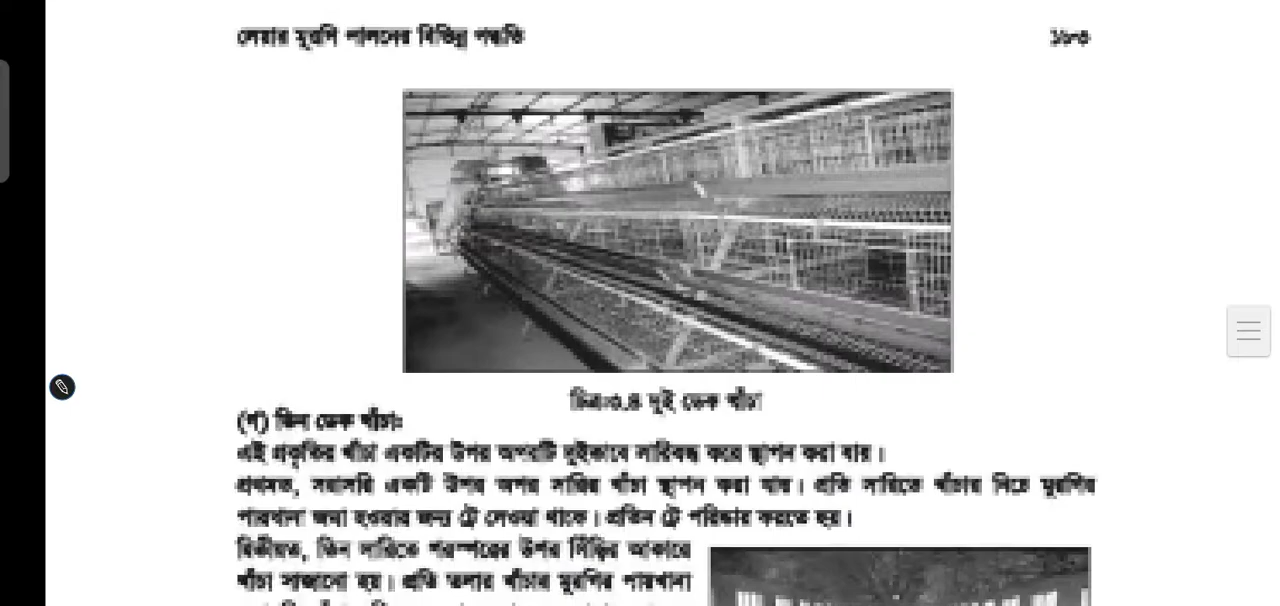 লেয়ার মুরগি পালনের বিভিন্ন পদ্ধতি ১৮৩
চিত্র:৩.৪ দুই ডেক খাঁচা
(গ) তিন ডেক খাঁচা:
এই প্রকৃতির খাঁচা একটির উপর অপরটি দুইভাবে সারিবদ্ধ করে স্থাপন করা যায়।
প্রথমত, সরাসরি একটি উপর অপর সারির খাঁচা স্থাপন করা যায়। প্রতি সারিতে খাঁচার নিচে মুরগির
পায়খানা জমা হওয়ার জন্য ট্রে দেওয়া থাকে। প্রতিদিন ট্রে পরিষ্কার করতে হয়।
দ্বিতীয়ত, তিন সারিতে পরস্পরের উপর সিঁড়ির আকারে
খাঁচা সাজানো হয়। প্রতি তলার খাঁচার মুরগির পায়খানা